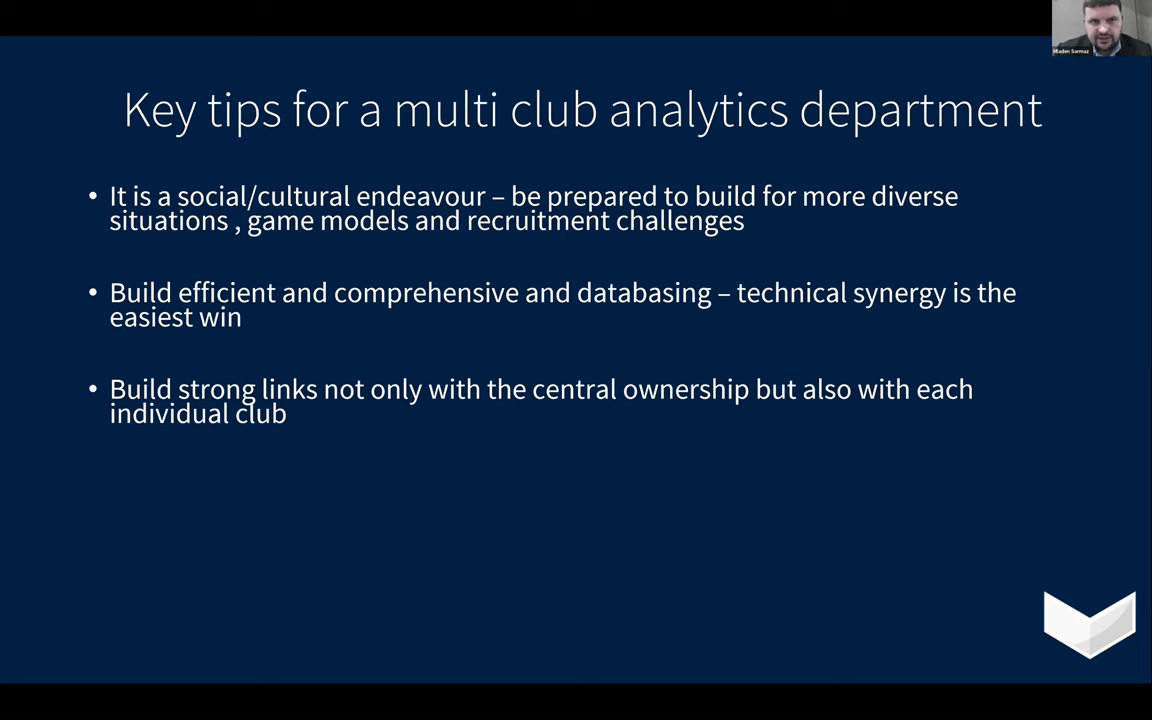 Mladen Sormaz
Key tips for a multi club analytics department
• It is a social/cultural endeavour – be prepared to build for more diverse
situations , game models and recruitment challenges
• Build efficient and comprehensive and databasing – technical synergy is the
easiest win
• Build strong links not only with the central ownership but also with each
individual club